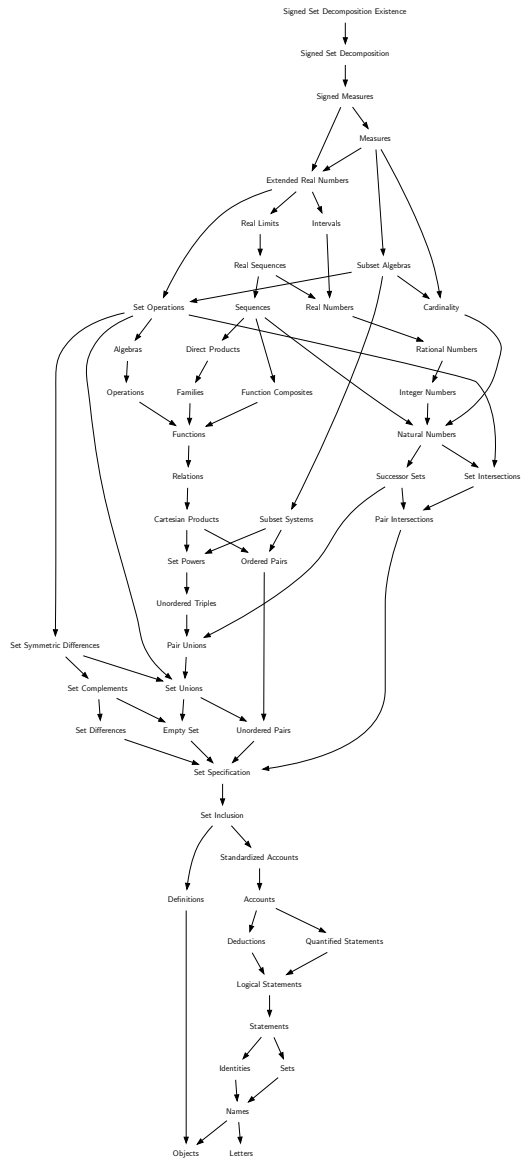 Signed Set Decomposition Existence
Signed Set Decomposition
Signed Measures
Measures
Extended Real Numbers
Real Limits
Intervals
Real Sequences
Subset Algebras
Set Operations
Sequences
Real Numbers
Cardinality
Algebras
Direct Products
Rational Numbers
Operations
Families
Function Composites
Integer Numbers
Functions
Natural Numbers
Relations
Successor Sets
Set Intersections
Cartesian Products
Subset Systems
Pair Intersections
Set Powers
Ordered Pairs
Unordered Triples
Set Symmetric Differences
Pair Unions
Set Complements
Set Unions
Set Differences
Empty Set
Unordered Pairs
Set Specification
Set Inclusion
Standardized Accounts
Definitions
Accounts
Deductions
Quantified Statements
Logical Statements
Statements
Identities
Sets
Names
Objects
Letters